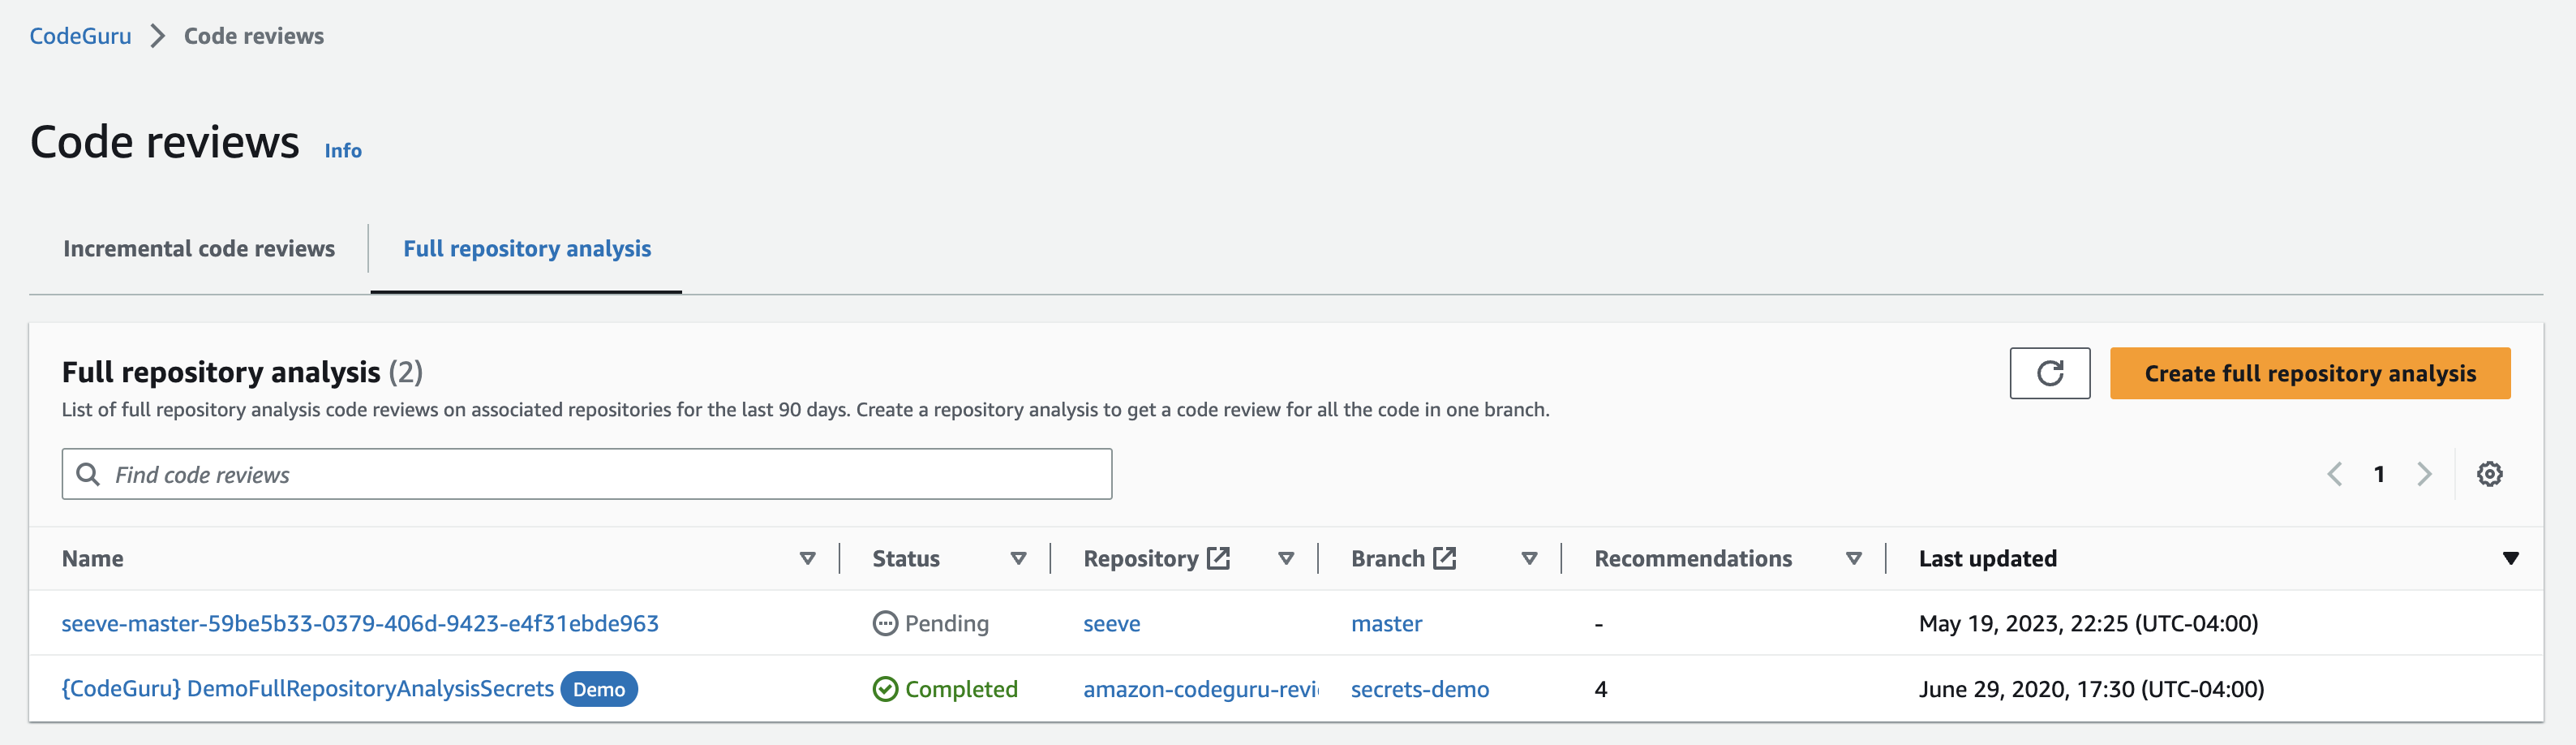 CodeGuru > Code reviews
Code reviews Info
Incremental code reviews Full repository analysis
Full repository analysis (2)
Create full repository analysis
List of full repository analysis code reviews on associated repositories for the last 90 days. Create a repository analysis to get a code review for all the code in one branch.
Find code reviews
1
Name Status Repository Branch Recommendations Last updated
seeve-master-59be5b33-0379-406d-9423-e4f31ebde963 Pending seeve master - May 19, 2023, 22:25 (UTC-04:00)
{CodeGuru} DemoFullRepositoryAnalysisSecrets Demo Completed amazon-codeguru-revi secrets-demo 4 June 29, 2020, 17:30 (UTC-04:00)